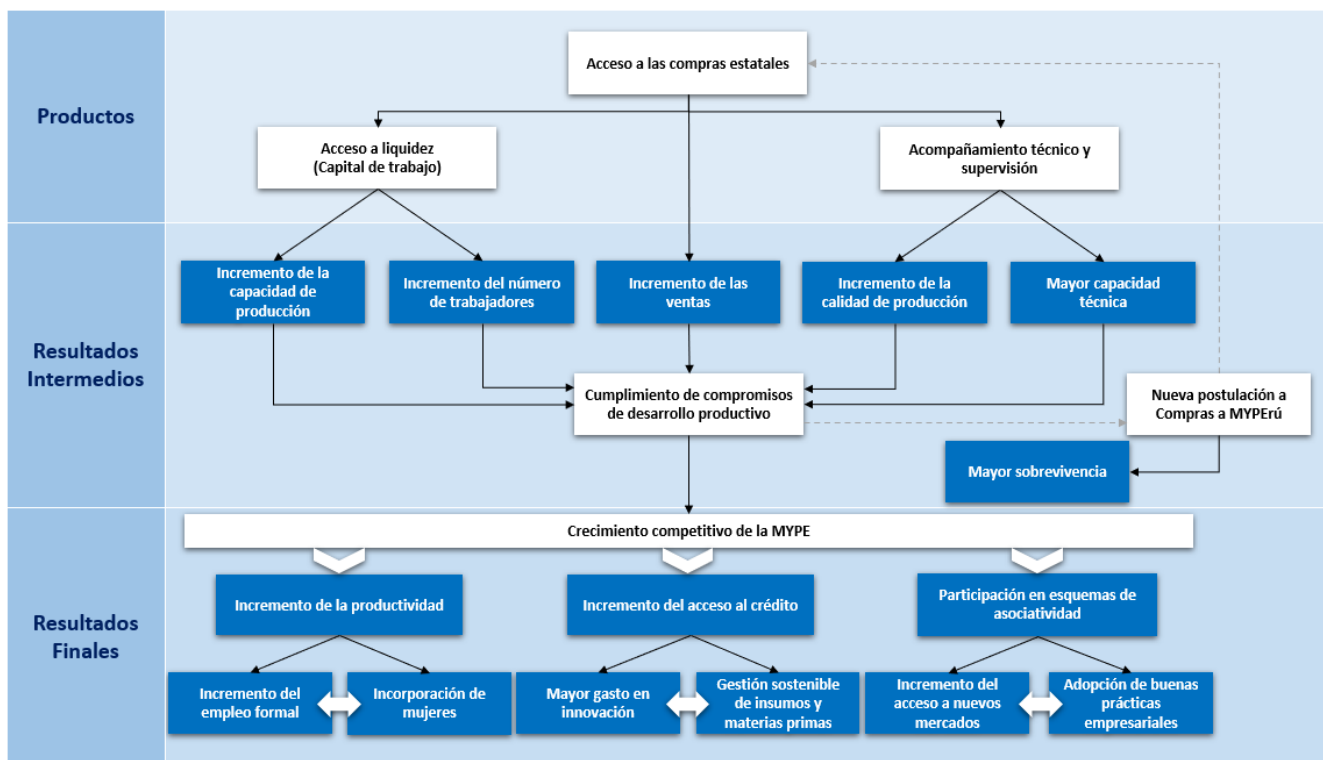 Productos
Acceso a las compras estatales
Acceso a liquidez
(Capital de trabajo)
Acompañamiento técnico y
supervisión
Resultados
Intermedios
Incremento de la
capacidad de
producción
Incremento del número
de trabajadores
Incremento de las
ventas
Incremento de la
calidad de producción
Mayor capacidad
técnica
Cumplimiento de compromisos
de desarrollo productivo
Nueva postulación a
Compras a MYPErú
Mayor sobrevivencia
Resultados
Finales
Crecimiento competitivo de la MYPE
Incremento de la productividad
Incremento del acceso al crédito
Participación en esquemas de
asociatividad
Incremento del
empleo formal
Incorporación de
mujeres
Mayor gasto en
innovación
Gestión sostenible
de insumos y
materias primas
Incremento del
acceso a nuevos
mercados
Adopción de buenas
prácticas
empresariales